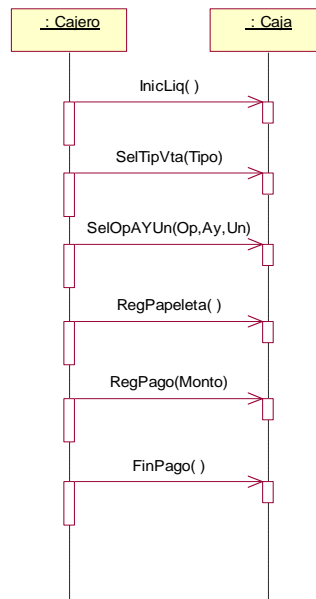 : Cajero
: Caja
InicLiq( )
SelTipVta(Tipo)
SelOpAYUn(Op,Ay,Un)
RegPapeleta( )
RegPago(Monto)
FinPago( )